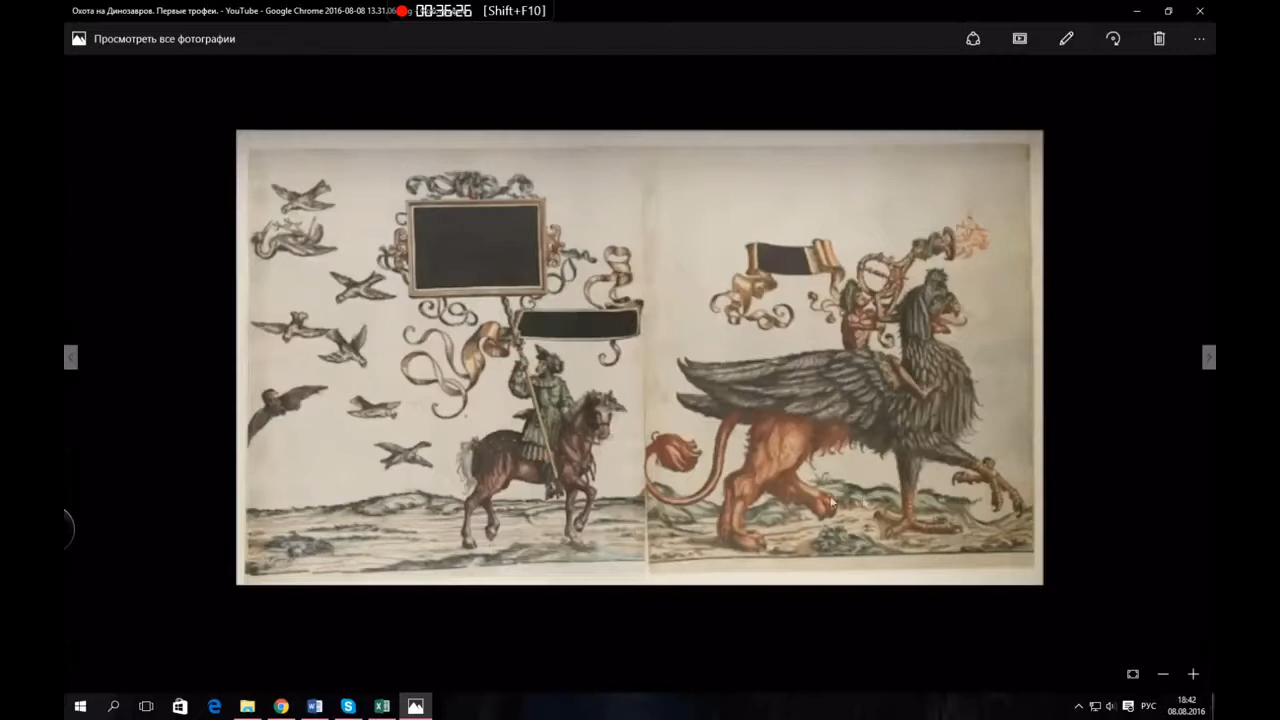 Охота на Динозавров. Первые трофеи. - YouTube - Google Chrome 2016-08-08 13.31.06
00:36:26 [Shift+F10]
Просмотреть все фотографии
РУС
18:42
08.08.2016